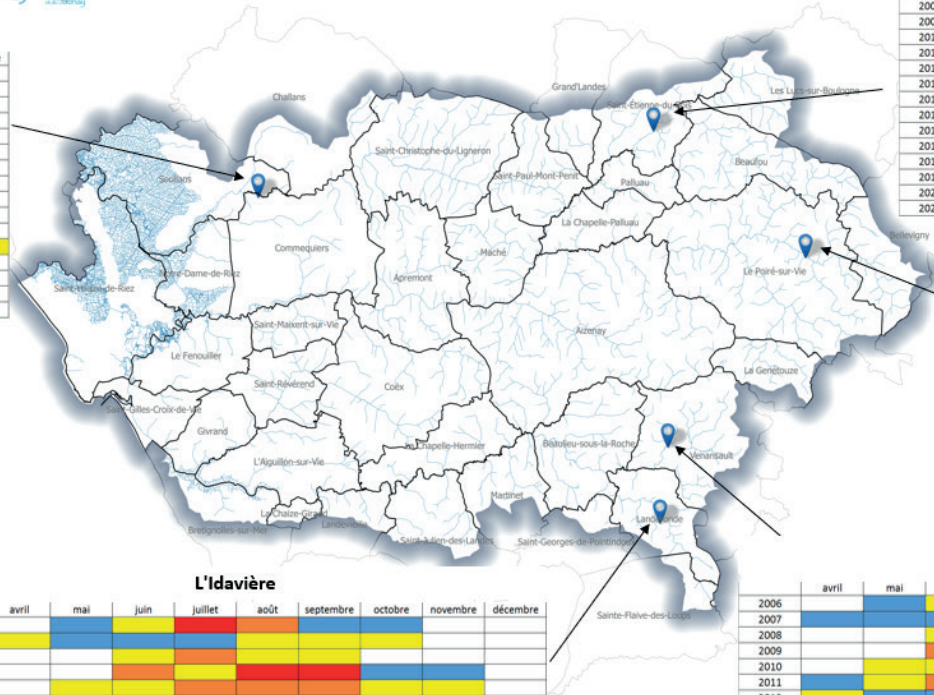 Grand'Landes
Les Lucs-sur-Boulogne
Challans
Saint-Étienne-du-Bois
Saint-Christophe-du-Ligneron
Beaufou
Saint-Paul-Mont-Penit
Soullans
Palluau
La Chapelle-Palluau
Bellevigny
Commequiers
Maché
Notre-Dame-de-Riez
Apremont
Le Poiré-sur-Vie
Saint-Hilaire-de-Riez
Saint-Maixent-sur-Vie
Aizenay
Le Fenouiller
La Genétouze
Saint-Révérend
Coëx
Saint-Gilles-Croix-de-Vie
Givrand
La Chapelle-Hermier
Beaulieu-sous-la-Roche
Venansault
L'Aiguillon-sur-Vie
Martinet
La Chaize-Giraud
Landevieille
Landeronde
Bretignolles-sur-Mer
Saint-Julien-des-Landes
Saint-Georges-de-Pointindoux
L'Idavière
avril mai juin juillet août septembre octobre novembre décembre
Sainte-Flaive-des-Loups
avril mai
2006
2007
2008
2009
2010
2011